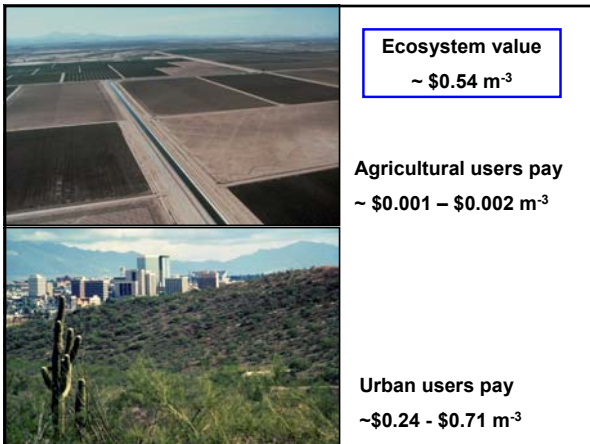 Ecosystem value
~ $0.54 m⁻³
Agricultural users pay
~ $0.001 – $0.002 m⁻³
Urban users pay
~$0.24 - $0.71 m⁻³